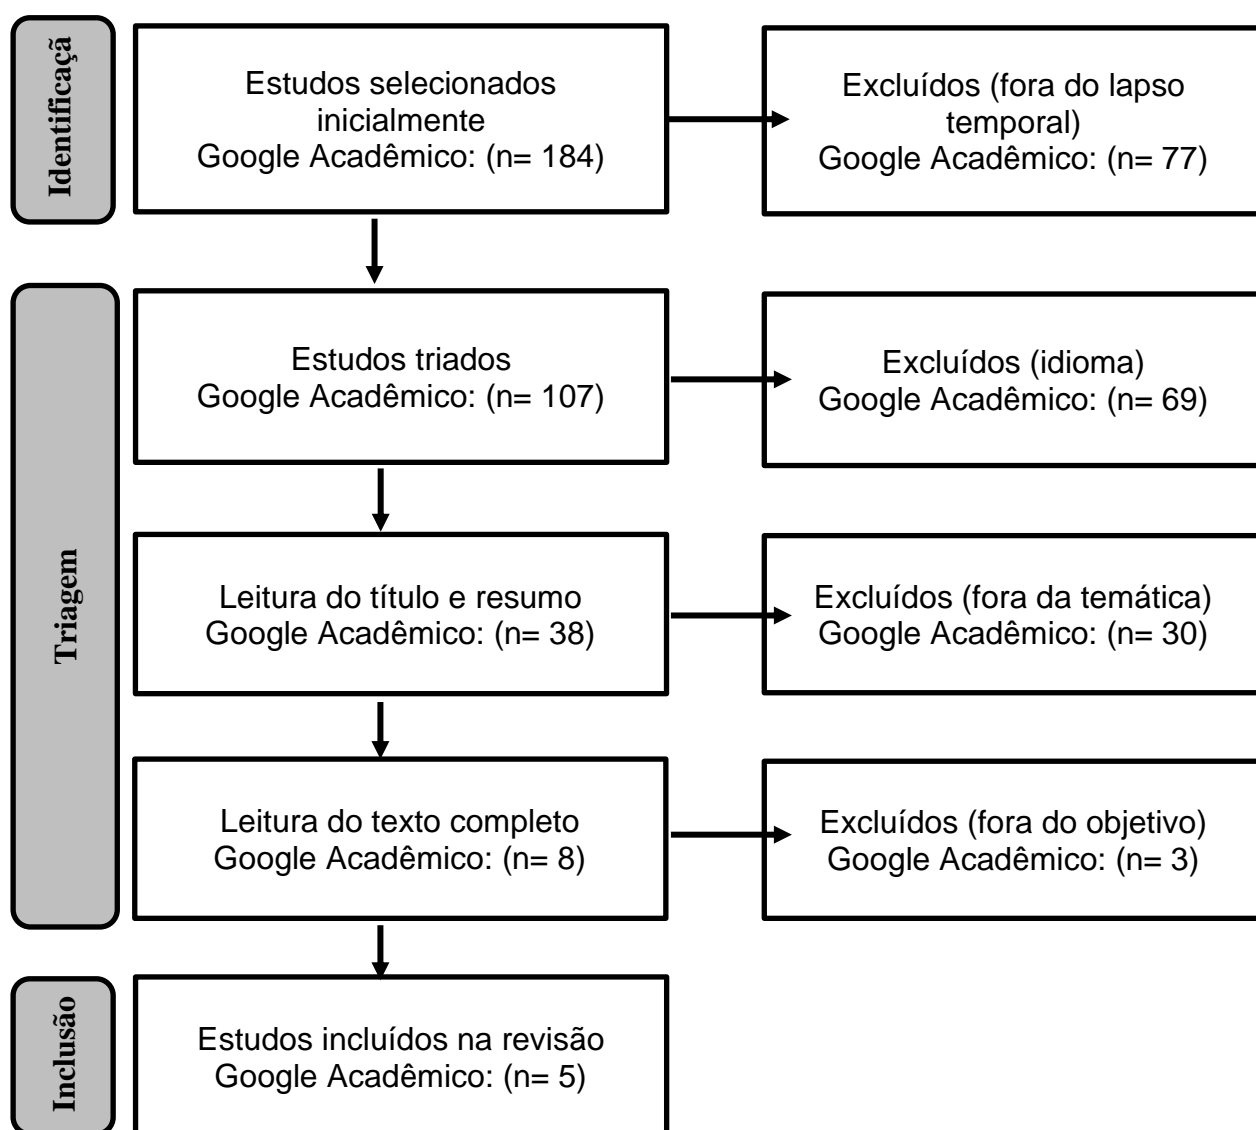 Identificaçã
Estudos selecionados
inicialmente
Google Acadêmico: (n= 184)
Excluídos (fora do lapso
temporal)
Google Acadêmico: (n= 77)
Triagem
Estudos triados
Google Acadêmico: (n= 107)
Excluídos (idioma)
Google Acadêmico: (n= 69)
Leitura do título e resumo
Google Acadêmico: (n= 38)
Excluídos (fora da temática)
Google Acadêmico: (n= 30)
Leitura do texto completo
Google Acadêmico: (n= 8)
Excluídos (fora do objetivo)
Google Acadêmico: (n= 3)
Inclusão
Estudos incluídos na revisão
Google Acadêmico: (n= 5)